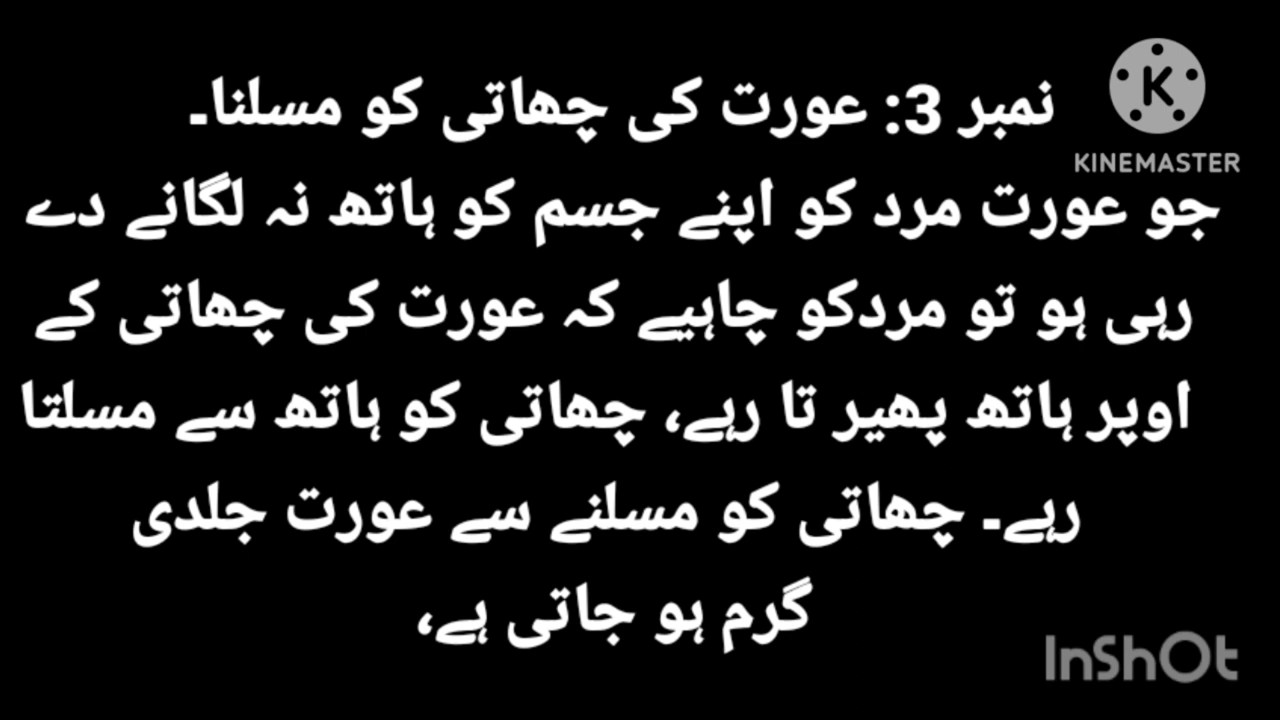 نمبر 3: عورت کی چھاتی کو مسلنا۔
KINEMASTER
جو عورت مرد کو اپنے جسم کو ہاتھ نہ لگانے دے
رہی ہو تو مردکو چاہیے کہ عورت کی چھاتی کے
اوپر ہاتھ پھیر تا رہے، چھاتی کو ہاتھ سے مسلتا
رہے۔ چھاتی کو مسلنے سے عورت جلدی
گرم ہو جاتی ہے،
InShOt